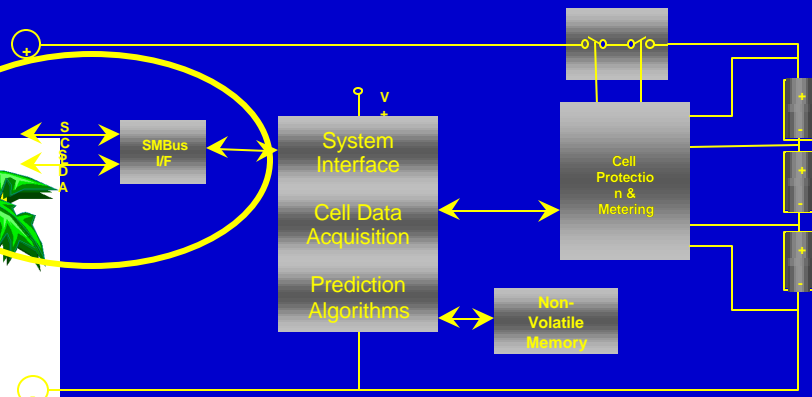 +
V
+
S
C
L
SMBus
I/F
S
D
A
System
Interface
Cell Data
Acquisition
Prediction
Algorithms
Cell
Protectio
n &
Metering
Non-
Volatile
Memory
+
-
+
-
+
-
-